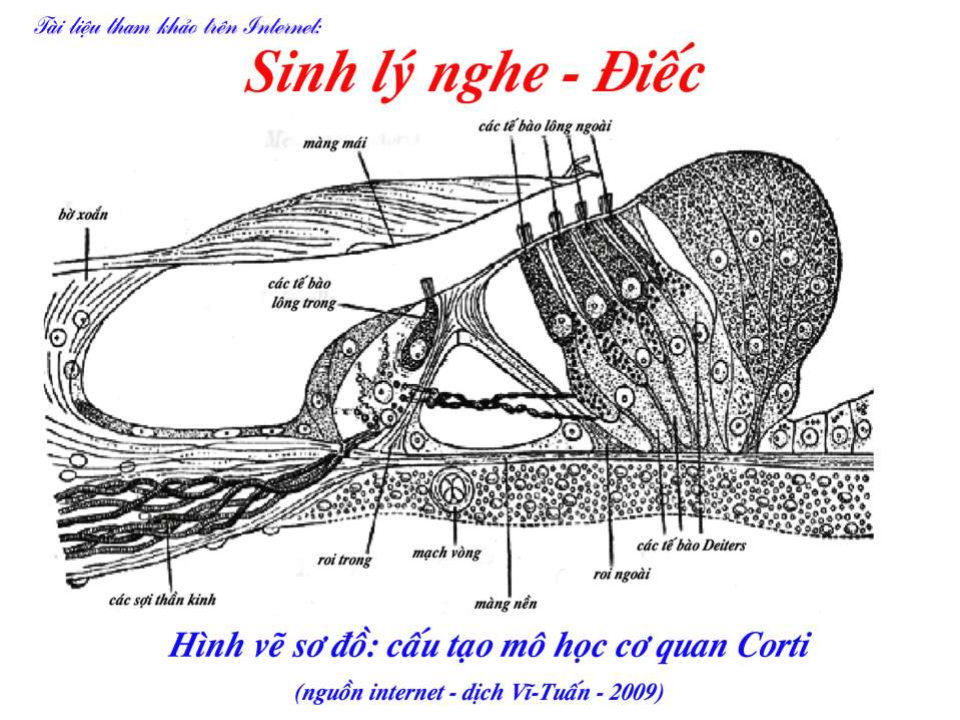 Tài liệu tham khảo trên Internet:
Sinh lý nghe - Điếc
các tế bào lông ngoài
màng mái
bờ xoắn
các tế bào
lông trong
các tế bào Deiters
mạch vòng
roi trong
roi ngoài
các sợi thần kinh
màng nền
Hình vẽ sơ đồ: cấu tạo mô học cơ quan Corti
(nguồn internet - dịch Vĩ-Tuấn - 2009)